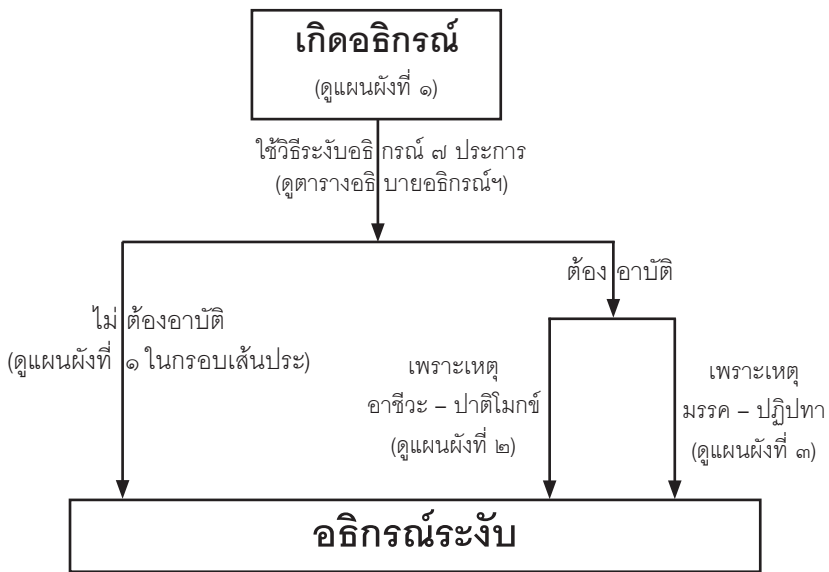 เกิดอธิกรณ์
(ดูแผนผังที่ ๑)
ใช้วิธีระงับอธิกรณ์ ๗ ประการ
(ดูตารางอธิบายอธิกรณ์ฯ)
ต้องอาบัติ
ไม่ต้องอาบัติ
(ดูแผนผังที่ ๑ ในกรอบเส้นประ)
เพราะเหตุ
อาชีวะ – ปาติโมกข์
(ดูแผนผังที่ ๒)
เพราะเหตุ
มรรค – ปฏิปทา
(ดูแผนผังที่ ๓)
อธิกรณ์ระงับ